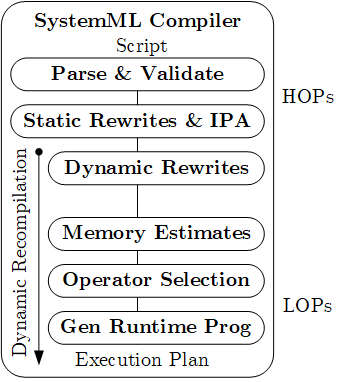 SystemML Compiler
Script
Parse & Validate
HOPs
Static Rewrites & IPA
Dynamic Recompilation
Dynamic Rewrites
Memory Estimates
Operator Selection
LOPs
Gen Runtime Prog
Execution Plan